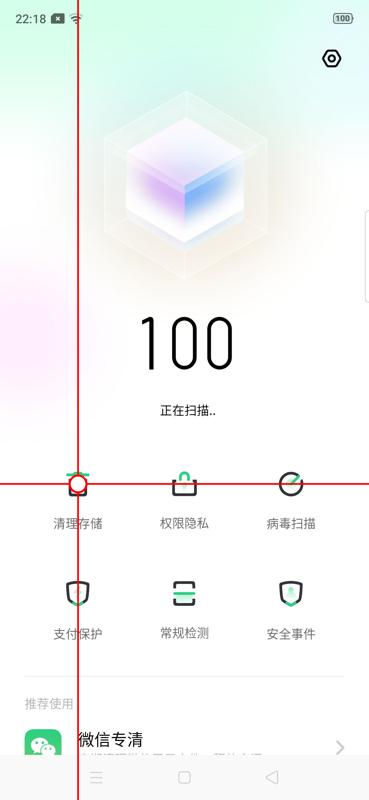 22:18
100
100
正在扫描..
清理存储
权限隐私
病毒扫描
支付保护
常规检测
安全事件
推荐使用
微信专清